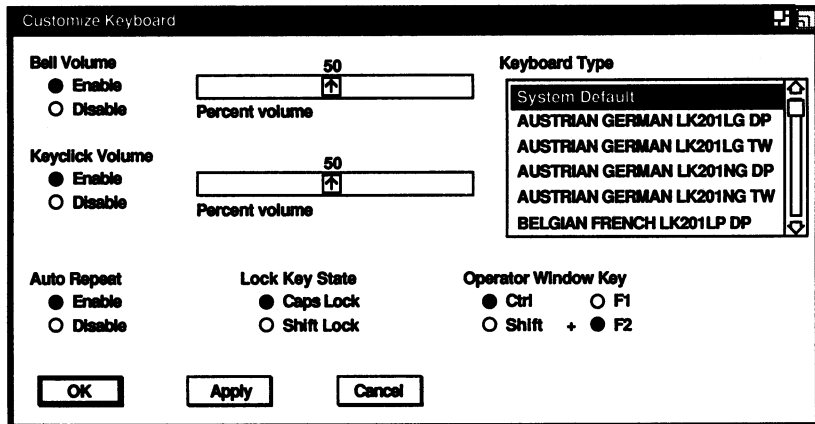 Customize Keyboard
Bell Volume
Enable
Disable
50
Percent volume
Keyclick Volume
Enable
Disable
50
Percent volume
Keyboard Type
System Default
AUSTRIAN GERMAN LK201LG DP
AUSTRIAN GERMAN LK201LG TW
AUSTRIAN GERMAN LK201NG DP
AUSTRIAN GERMAN LK201NG TW
BELGIAN FRENCH LK201LP DP
Auto Repeat
Enable
Disable
Lock Key State
Caps Lock
Shift Lock
Operator Window Key
Ctrl F1
Shift + F2
OK Apply Cancel